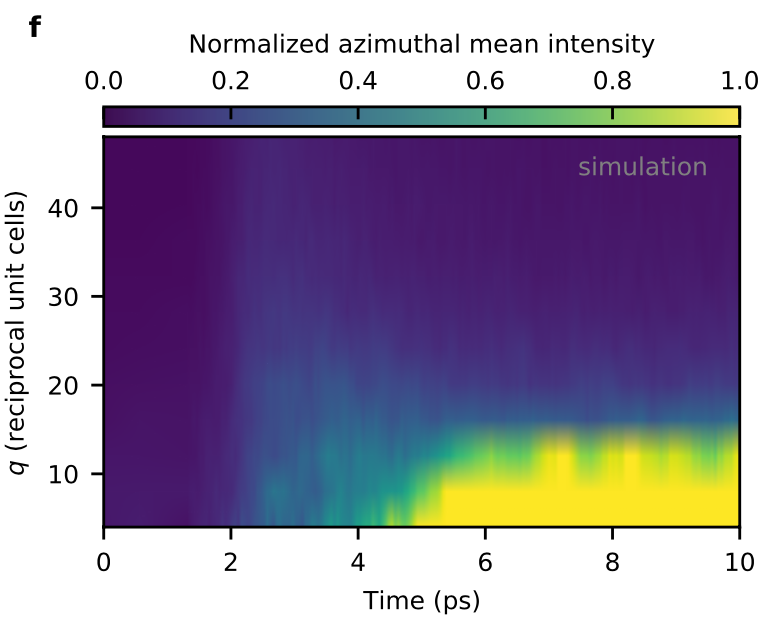 f
Normalized azimuthal mean intensity
0.0 0.2 0.4 0.6 0.8 1.0
simulation
q (reciprocal unit cells)
40
30
20
10
0 2 4 6 8 10
Time (ps)